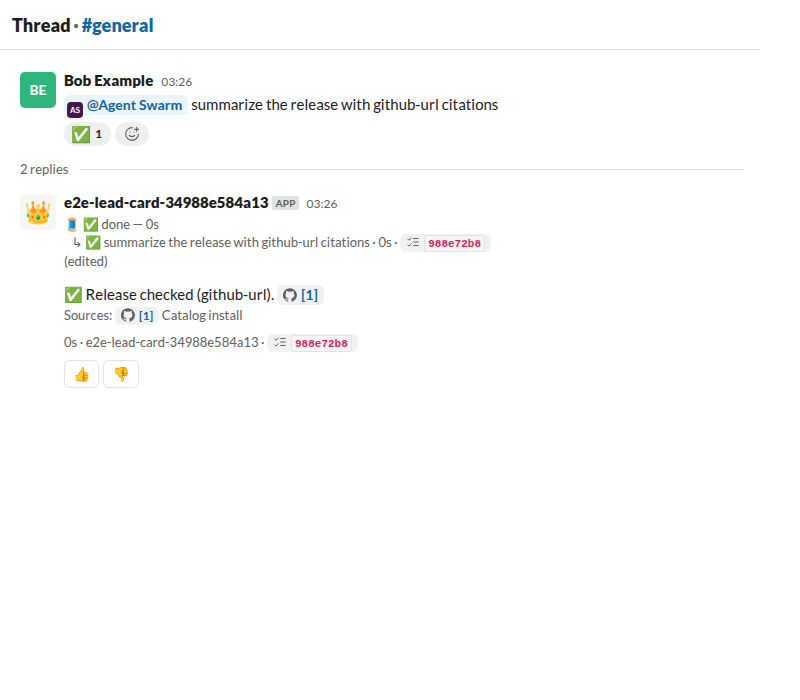 Thread · #general
BE
Bob Example 03:26
AS @Agent Swarm summarize the release with github-url citations
✅ 1
2 replies
e2e-lead-card-34988e584a13 APP 03:26
🧵 ✅ done — 0s
↳ ✅ summarize the release with github-url citations · 0s · 988e72b8
(edited)
✅ Release checked (github-url). [1]
Sources: [1] Catalog install
0s · e2e-lead-card-34988e584a13 · 988e72b8
👍 👎